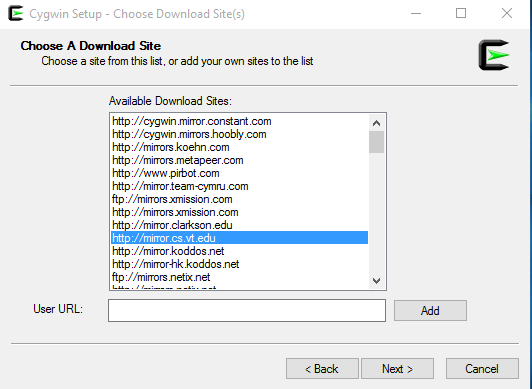 Cygwin Setup - Choose Download Site(s)
Choose A Download Site
Choose a site from this list, or add your own sites to the list
Available Download Sites:
http://cygwin.mirror.constant.com
http://cygwin.mirrors.hoobly.com
http://mirrors.koehn.com
http://mirrors.metapeer.com
http://www.pirbot.com
http://mirror.team-cymru.com
ftp://mirrors.xmission.com
http://mirrors.xmission.com
http://mirror.clarkson.edu
http://mirror.cs.vt.edu
http://mirror.koddos.net
http://mirror-hk.koddos.net
ftp://mirrors.netix.net
http://mirrors.netix.net
User URL:
Add
< Back
Next >
Cancel